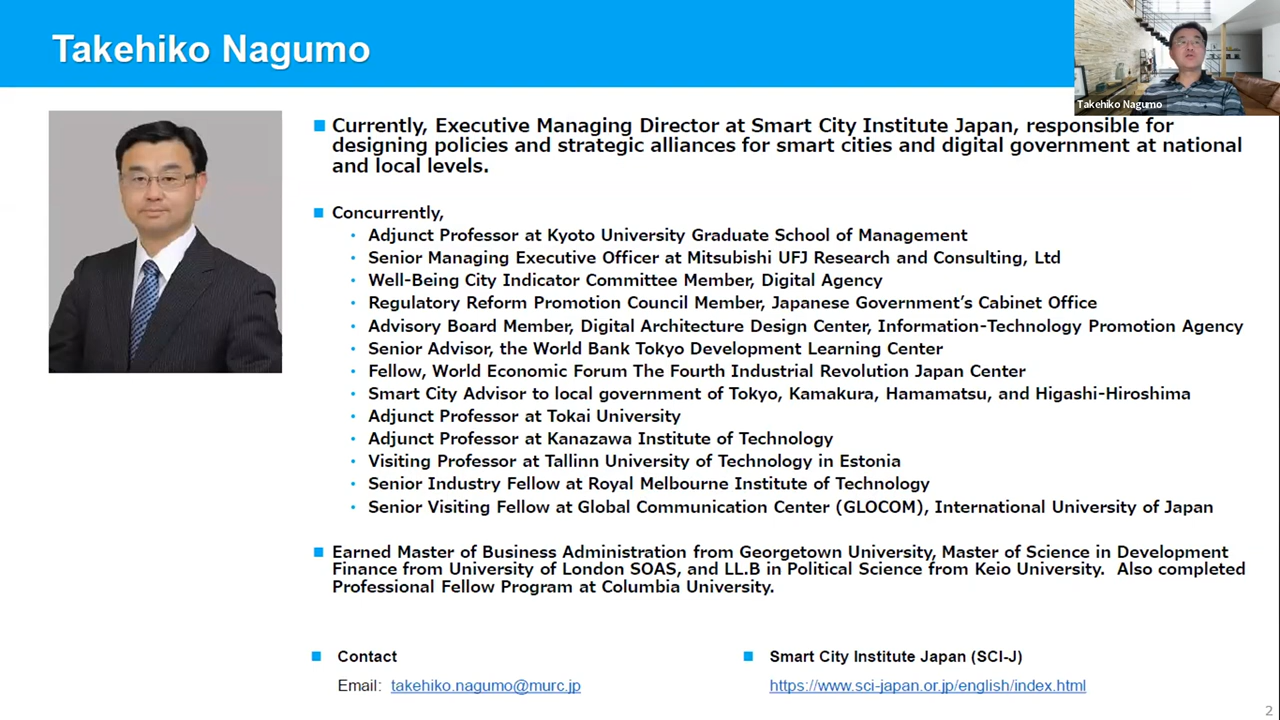 Takehiko Nagumo
Takehiko Nagumo
Currently, Executive Managing Director at Smart City Institute Japan, responsible for
designing policies and strategic alliances for smart cities and digital government at national
and local levels.
Concurrently,
Adjunct Professor at Kyoto University Graduate School of Management
Senior Managing Executive Officer at Mitsubishi UFJ Research and Consulting, Ltd
Well-Being City Indicator Committee Member, Digital Agency
Regulatory Reform Promotion Council Member, Japanese Government's Cabinet Office
Advisory Board Member, Digital Architecture Design Center, Information-Technology Promotion Agency
Senior Advisor, the World Bank Tokyo Development Learning Center
Fellow, World Economic Forum The Fourth Industrial Revolution Japan Center
Smart City Advisor to local government of Tokyo, Kamakura, Hamamatsu, and Higashi-Hiroshima
Adjunct Professor at Tokai University
Adjunct Professor at Kanazawa Institute of Technology
Visiting Professor at Tallinn University of Technology in Estonia
Senior Industry Fellow at Royal Melbourne Institute of Technology
Senior Visiting Fellow at Global Communication Center (GLOCOM), International University of Japan
Earned Master of Business Administration from Georgetown University, Master of Science in Development
Finance from University of London SOAS, and LL.B in Political Science from Keio University. Also completed
Professional Fellow Program at Columbia University.
Contact
Email: takehiko.nagumo@murc.jp
Smart City Institute Japan (SCI-J)
https://www.sci-japan.or.jp/english/index.html
2